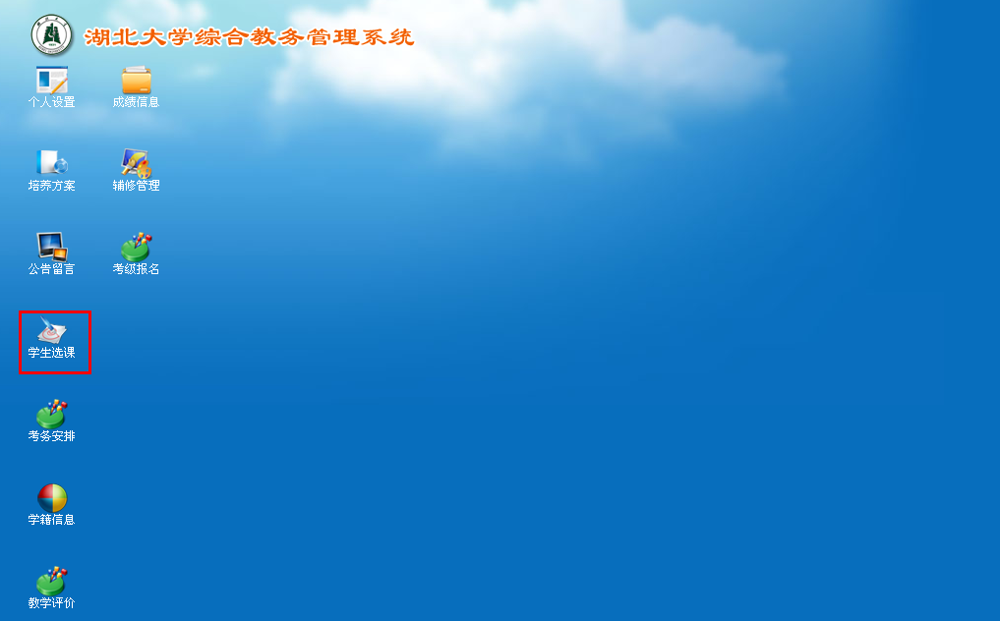 湖北大学综合教务管理系统
个人设置
成绩信息
培养方案
辅修管理
公告留言
考级报名
学生选课
考务安排
学籍信息
教学评价